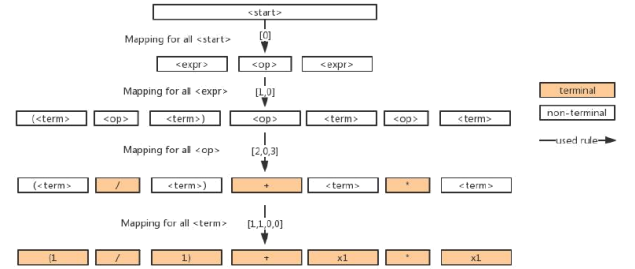 <start>
Mapping for all <start> [0]
<expr> <op> <expr>
Mapping for all <expr> [1,0]
terminal
(<term> <op> <term>) <op> <term> <op> <term>
non-terminal
used rule
Mapping for all <op> [2,0,3]
(<term> / <term>) + <term> * <term>
Mapping for all <term> [1,1,0,0]
(1 / 1) + x1 * x1